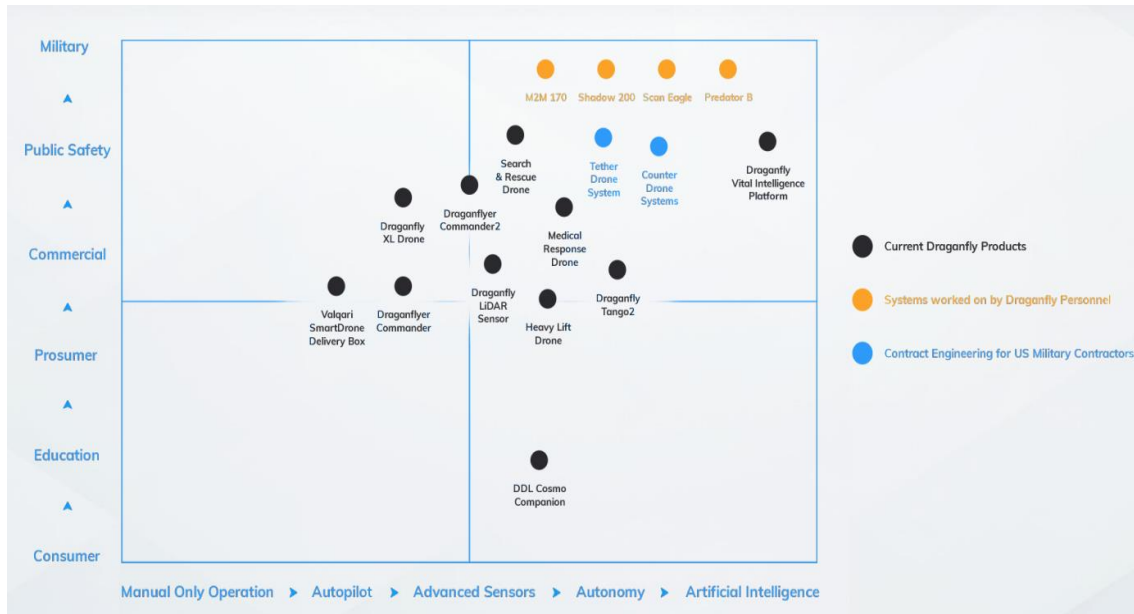 Military
Public Safety
Commercial
Prosumer
Education
Consumer
M2M 170
Shadow 200
Scan Eagle
Predator B
Search
& Rescue
Drone
Tether
Drone
System
Counter
Drone
Systems
Draganfly
Vital Intelligence
Platform
Draganfly
XL Drone
Draganflyer
Commander2
Medical
Response
Drone
Valqari
SmartDrone
Delivery Box
Draganflyer
Commander
Draganfly
LiDAR
Sensor
Heavy Lift
Drone
Draganfly
Tango2
DDL Cosmo
Companion
Current Draganfly Products
Systems worked on by Draganfly Personnel
Contract Engineering for US Military Contractors
Manual Only Operation > Autopilot > Advanced Sensors > Autonomy > Artificial Intelligence